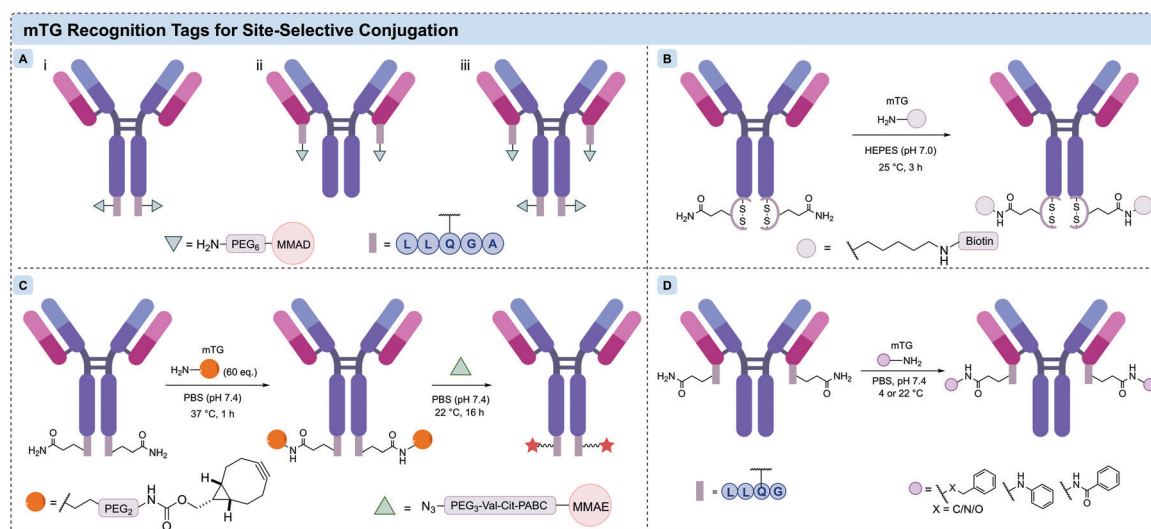 mTG Recognition Tags for Site-Selective Conjugation
A
i
ii
iii
= H₂N PEG₆ MMAD
= L L Q G A
B
mTG
H₂N
HEPES (pH 7.0)
25 °C, 3 h
O
H₂N
S
S
S
S
O
NH₂
O
N
H
S
S
S
S
O
N
H
= N
H
Biotin
C
mTG
H₂N (60 eq.)
PBS (pH 7.4)
37 °C, 1 h
PBS (pH 7.4)
22 °C, 16 h
O
H₂N
O
NH₂
O
N
H
O
N
H
= PEG₂ H
N
O
O
H
H
= N₃ PEG₃-Val-Cit-PABC MMAE
D
mTG
NH₂
PBS, pH 7.4
4 or 22 °C
O
NH₂
O
NH₂
H
N
O
H
N
O
= L L Q G
= X
X = C/N/O
H
N
H
N
O